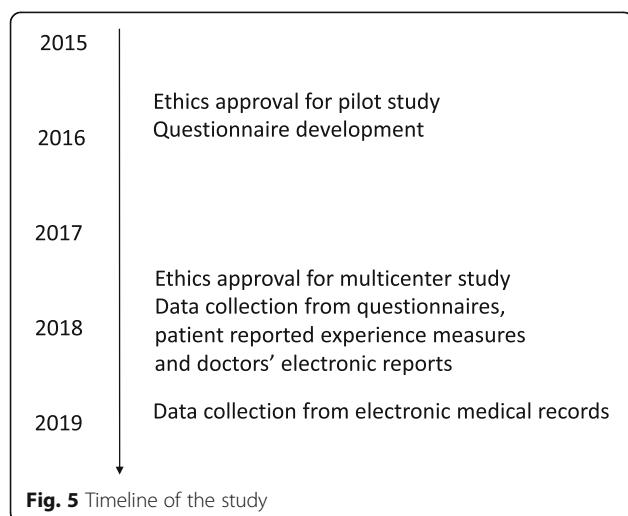 2015
Ethics approval for pilot study
2016
Questionnaire development
2017
Ethics approval for multicenter study
Data collection from questionnaires,
2018
patient reported experience measures
and doctors’ electronic reports
Data collection from electronic medical records
2019
Fig. 5 Timeline of the study